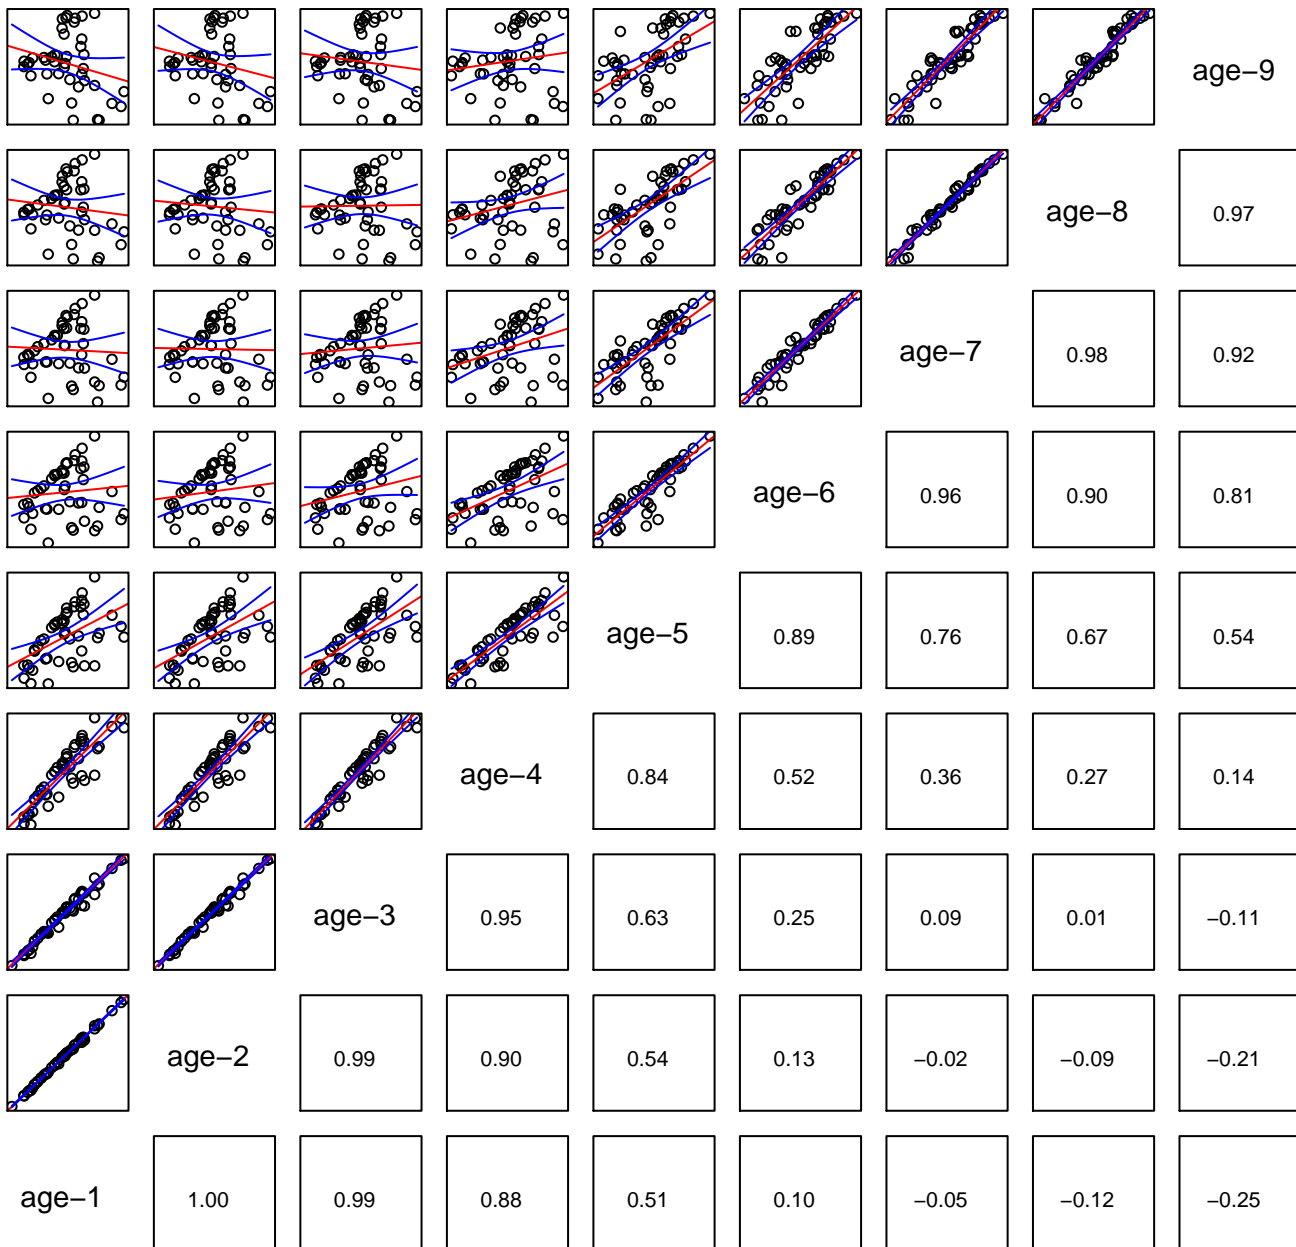 age−9
age−8 0.97
age−7 0.98 0.92
age−6 0.96 0.90 0.81
age−5 0.89 0.76 0.67 0.54
age−4 0.84 0.52 0.36 0.27 0.14
age−3 0.95 0.63 0.25 0.09 0.01 −0.11
age−2 0.99 0.90 0.54 0.13 −0.02 −0.09 −0.21
age−1 1.00 0.99 0.88 0.51 0.10 −0.05 −0.12 −0.25